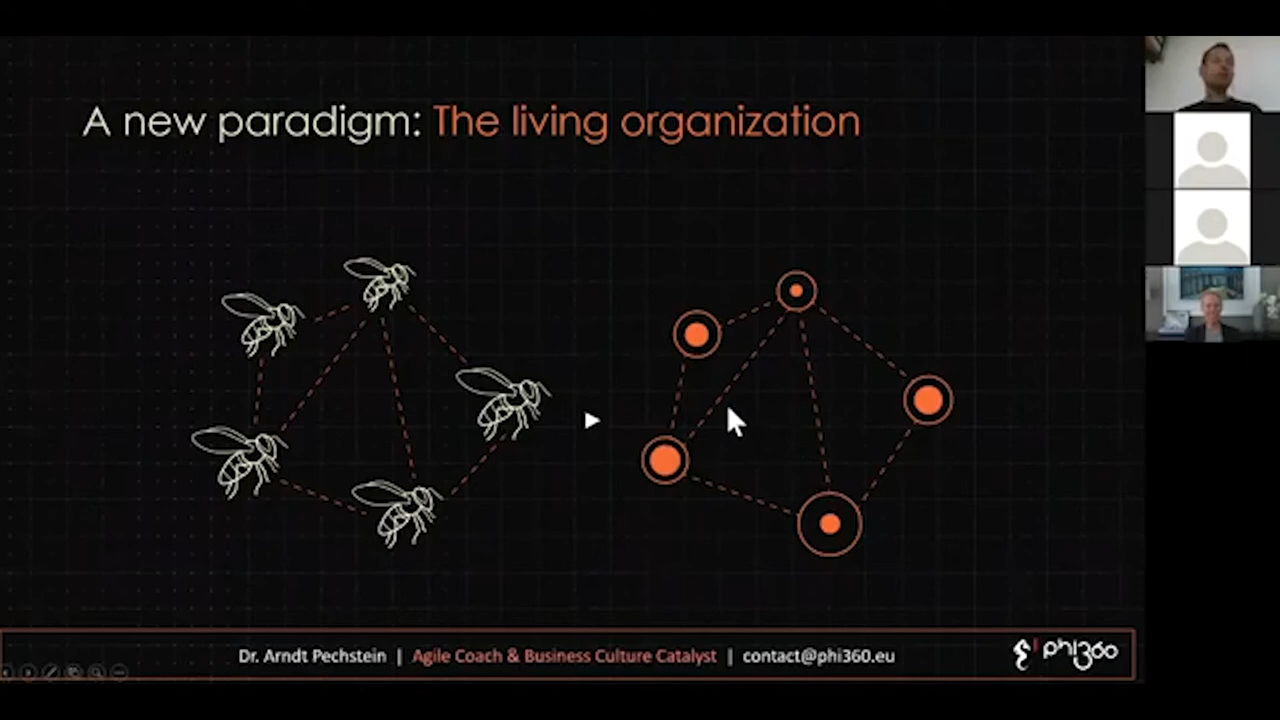 A new paradigm: The living organization
Dr. Arndt Pechstein | Agile Coach & Business Culture Catalyst | contact@phi360.eu
phi360